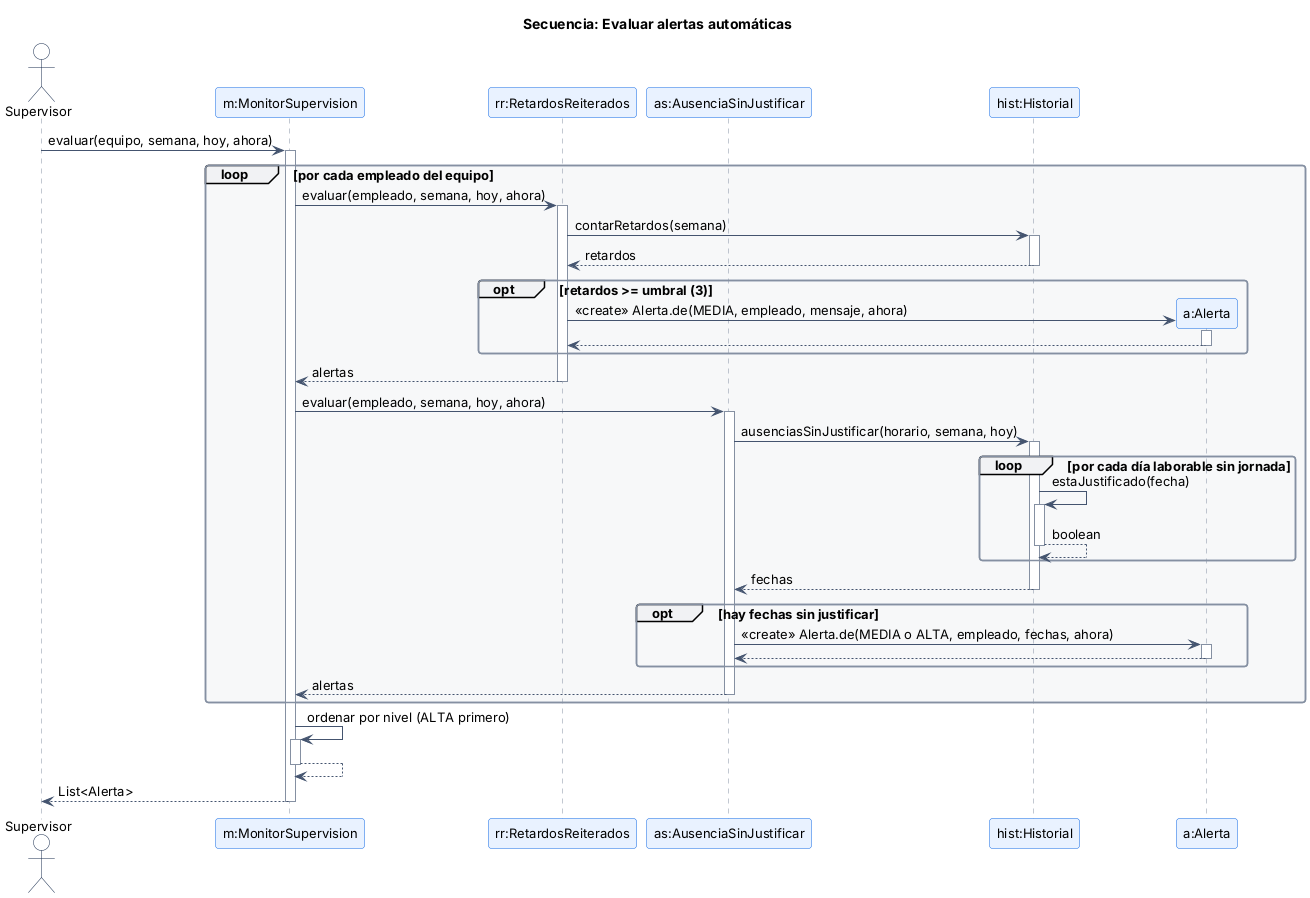 Secuencia: Evaluar alertas automáticas
Supervisor
m:MonitorSupervision
rr:RetardosReiterados
as:AusenciaSinJustificar
hist:Historial
evaluar(equipo, semana, hoy, ahora)
loop
[por cada empleado del equipo]
evaluar(empleado, semana, hoy, ahora)
contarRetardos(semana)
retardos
opt
[retardos >= umbral (3)]
«create» Alerta.de(MEDIA, empleado, mensaje, ahora)
a:Alerta
alertas
evaluar(empleado, semana, hoy, ahora)
ausenciasSinJustificar(horario, semana, hoy)
loop
[por cada día laborable sin jornada]
estaJustificado(fecha)
boolean
fechas
opt
[hay fechas sin justificar]
«create» Alerta.de(MEDIA o ALTA, empleado, fechas, ahora)
alertas
ordenar por nivel (ALTA primero)
List<Alerta>
Supervisor
m:MonitorSupervision
rr:RetardosReiterados
as:AusenciaSinJustificar
hist:Historial
a:Alerta